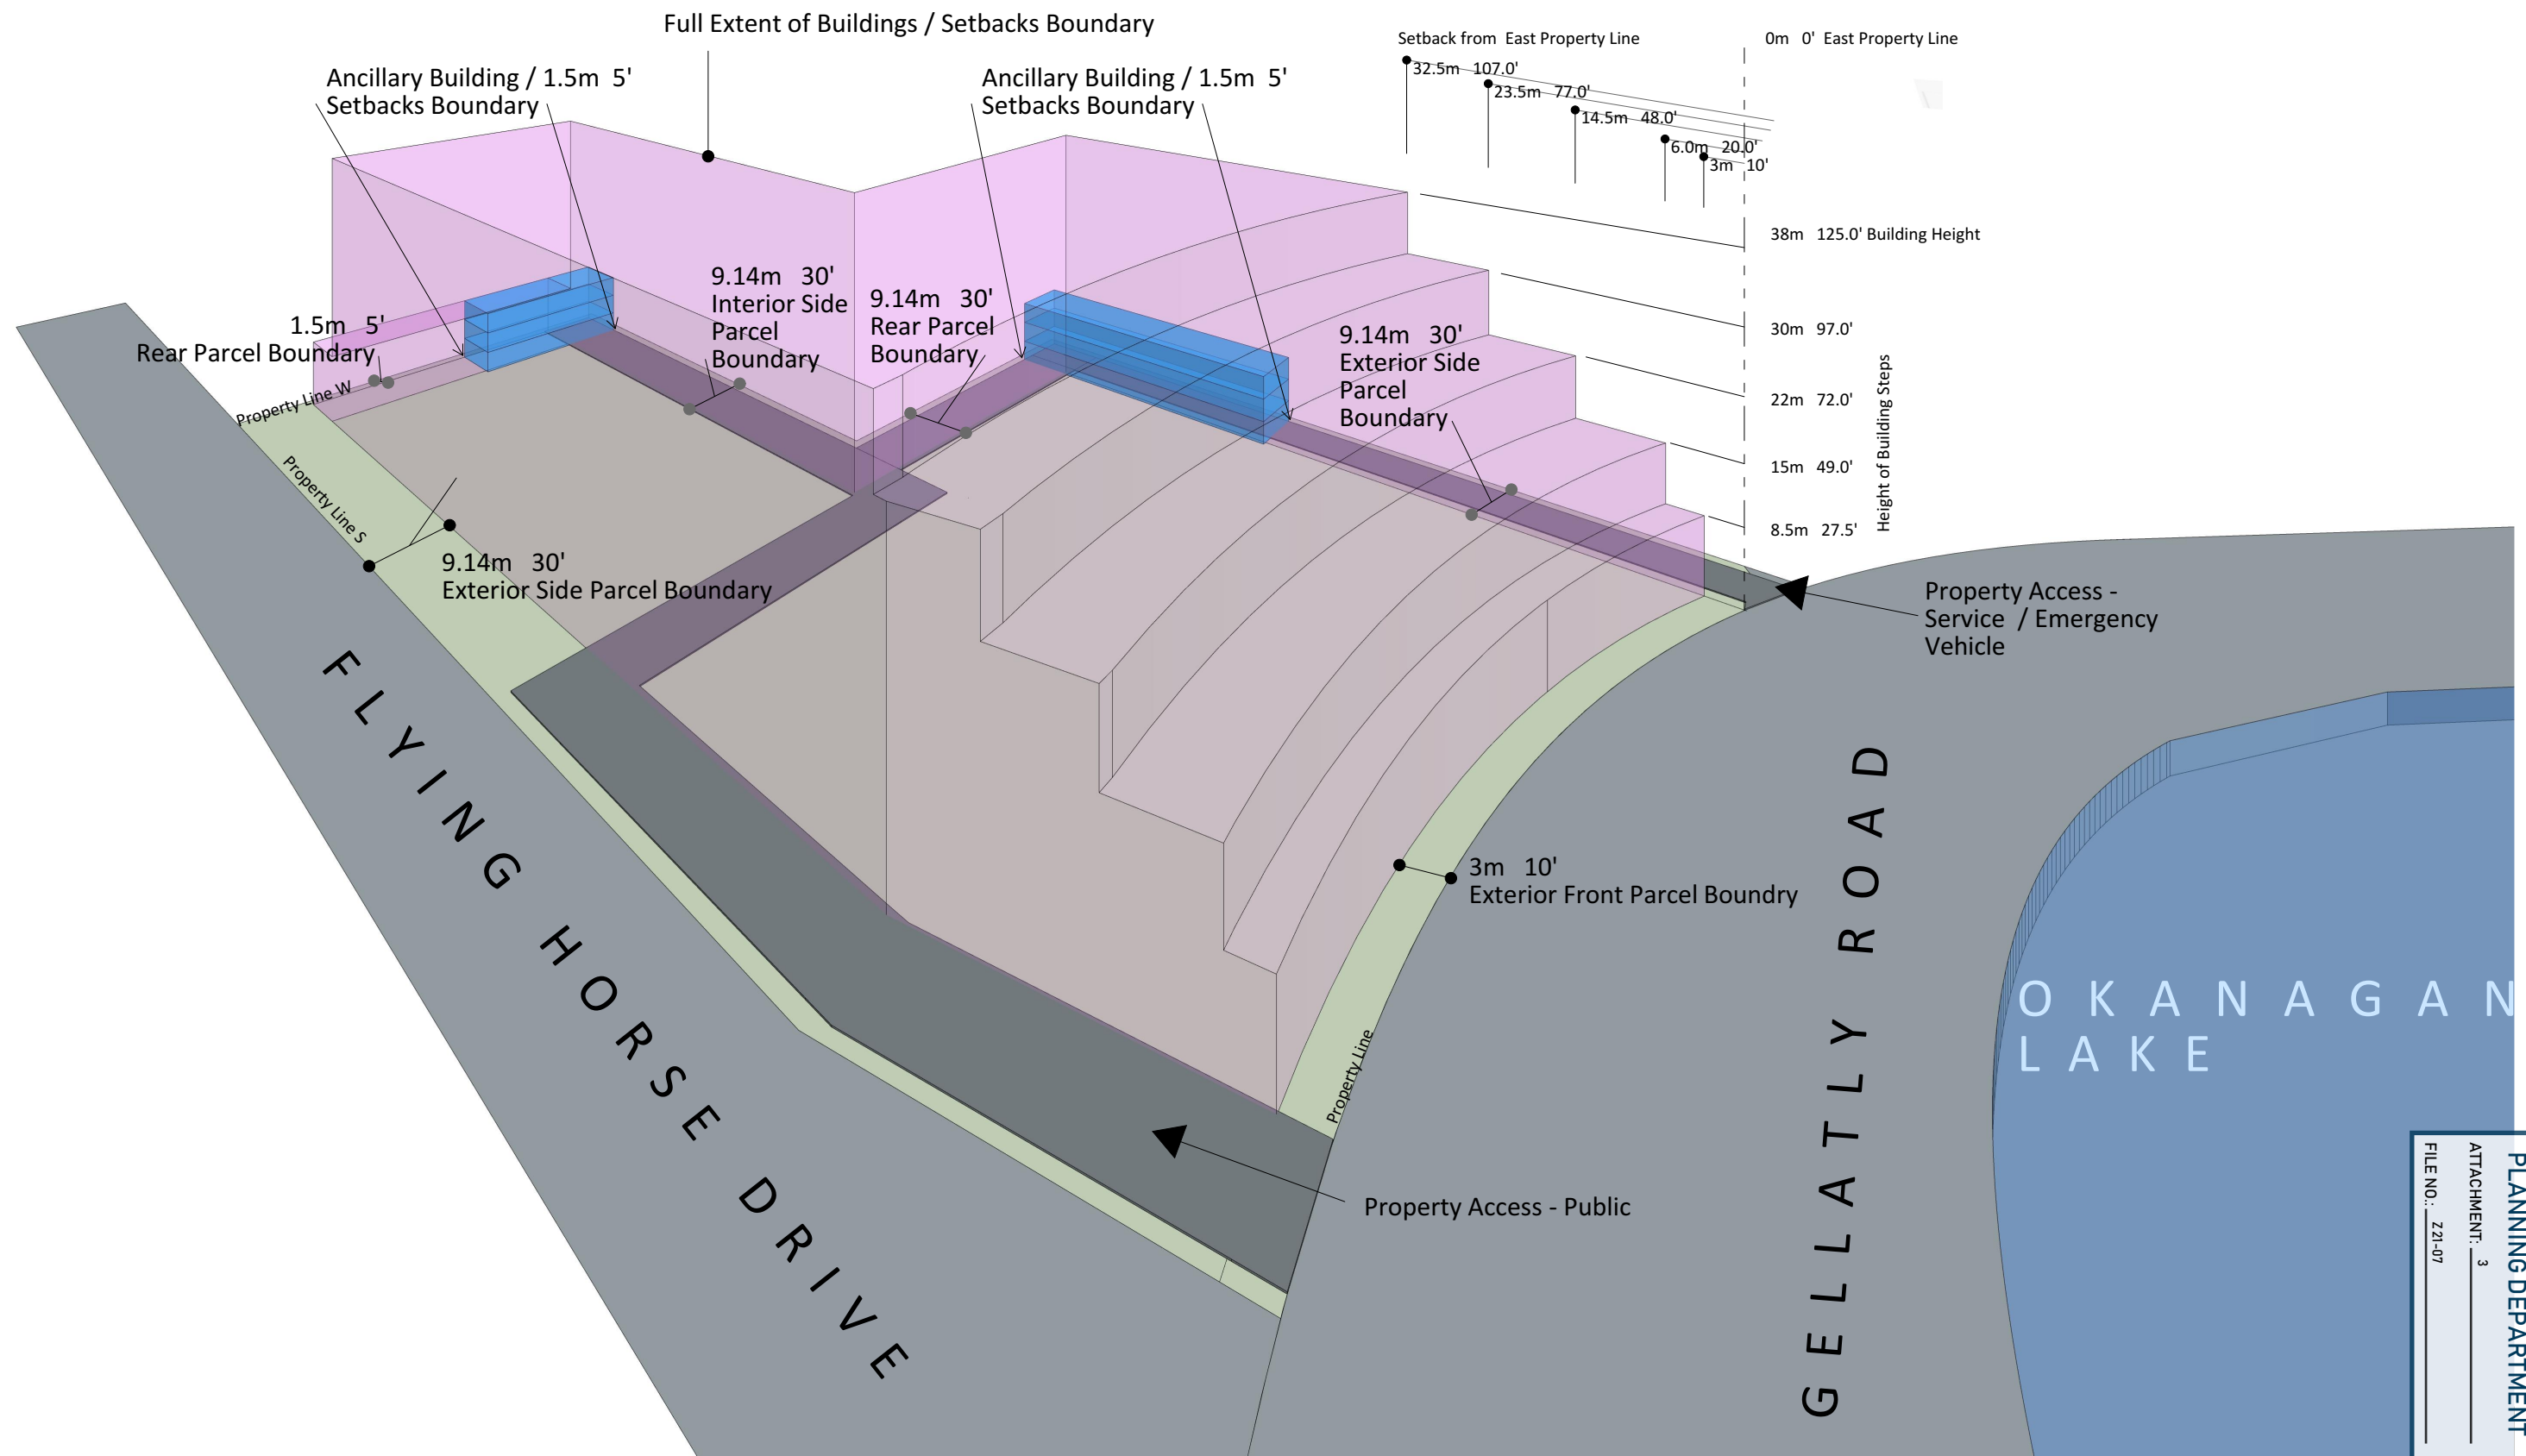 Full Extent of Buildings / Setbacks Boundary
Setback from  East Property Line
0m   0'  East Property Line
32.5m   107.0'
23.5m   77.0'
14.5m   48.0'
6.0m   20.0'
3m   10'
Ancillary Building / 1.5m  5'
Setbacks Boundary
Ancillary Building / 1.5m  5'
Setbacks Boundary
38m   125.0' Building Height
30m   97.0'
22m   72.0'
15m   49.0'
8.5m   27.5'
Height of Building Steps
9.14m   30'
Interior Side
Parcel
Boundary
9.14m   30'
Rear Parcel
Boundary
9.14m   30'
Exterior Side
Parcel
Boundary
1.5m   5'
Rear Parcel Boundary
Property Line W
Property Line S
9.14m   30'
Exterior Side Parcel Boundary
Property Access -
Service  / Emergency
Vehicle
3m   10'
Exterior Front Parcel Boundry
Property Line
Property Access - Public
FLYING HORSE DRIVE
GELLATLY ROAD
OKANAGAN
LAKE
PLANNING DEPARTMENT
ATTACHMENT: 3
FILE NO.: Z 21-07